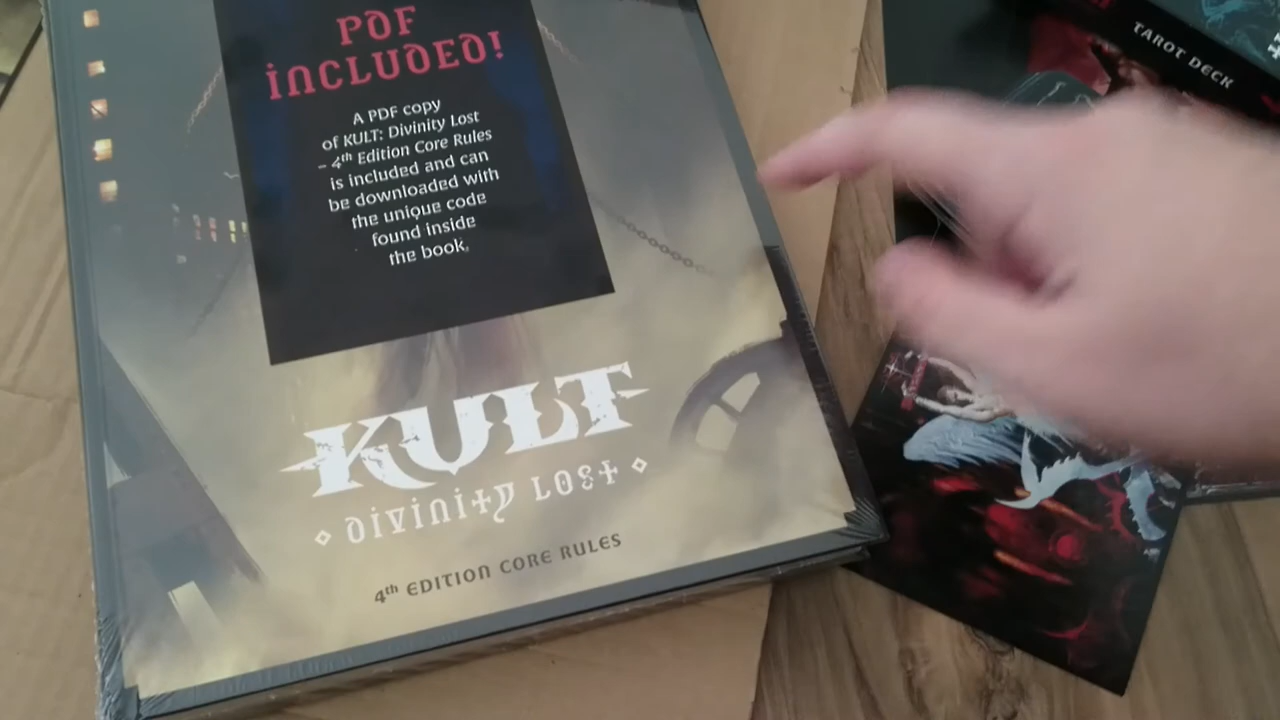 PDF
INCLUDED!
A PDF copy
of KULT: Divinity Lost
– 4th Edition Core Rules
is included and can
be downloaded with
the unique code
found inside
the book.
KULT
DIVINITY LOST
4th EDITION CORE RULES
TAROT DECK